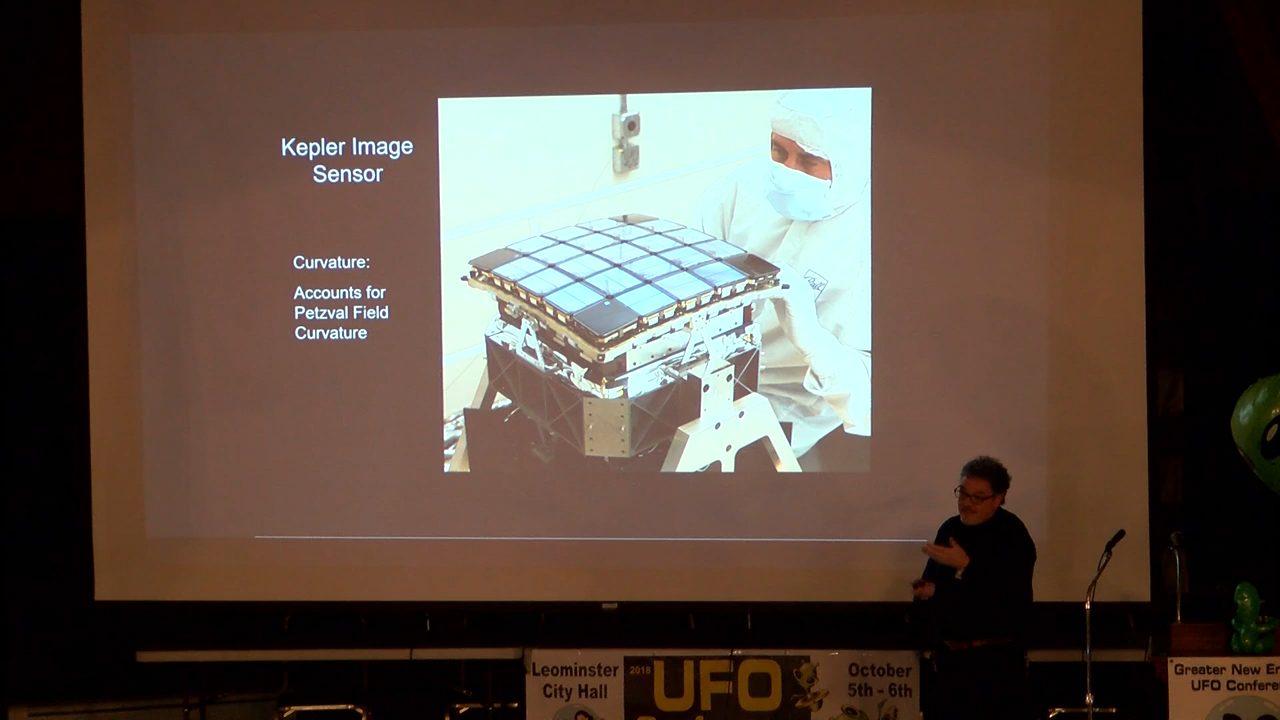 Kepler Image
Sensor
Curvature:
Accounts for
Petzval Field
Curvature
Leominster
City Hall
2018
UFO
October
5th - 6th
Greater New
UFO